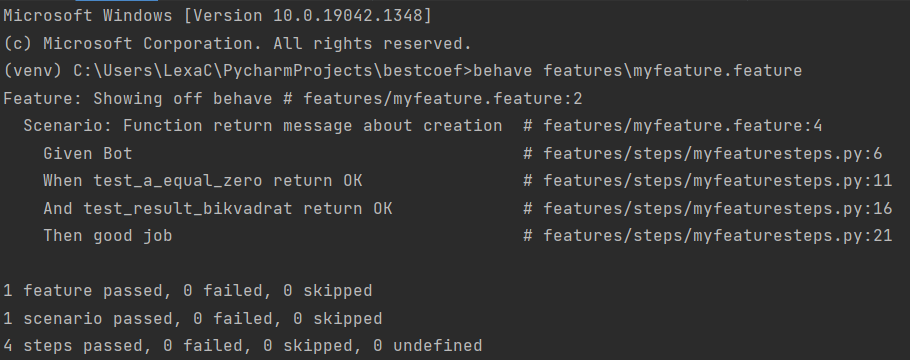 Microsoft Windows [Version 10.0.19042.1348]
(c) Microsoft Corporation. All rights reserved.
(venv) C:\Users\LexaC\PycharmProjects\bestcoef>behave features\myfeature.feature
Feature: Showing off behave # features/myfeature.feature:2
  Scenario: Function return message about creation  # features/myfeature.feature:4
    Given Bot                                       # features/steps/myfeaturesteps.py:6
    When test_a_equal_zero return OK                # features/steps/myfeaturesteps.py:11
    And test_result_bikvadrat return OK             # features/steps/myfeaturesteps.py:16
    Then good job                                   # features/steps/myfeaturesteps.py:21
1 feature passed, 0 failed, 0 skipped
1 scenario passed, 0 failed, 0 skipped
4 steps passed, 0 failed, 0 skipped, 0 undefined